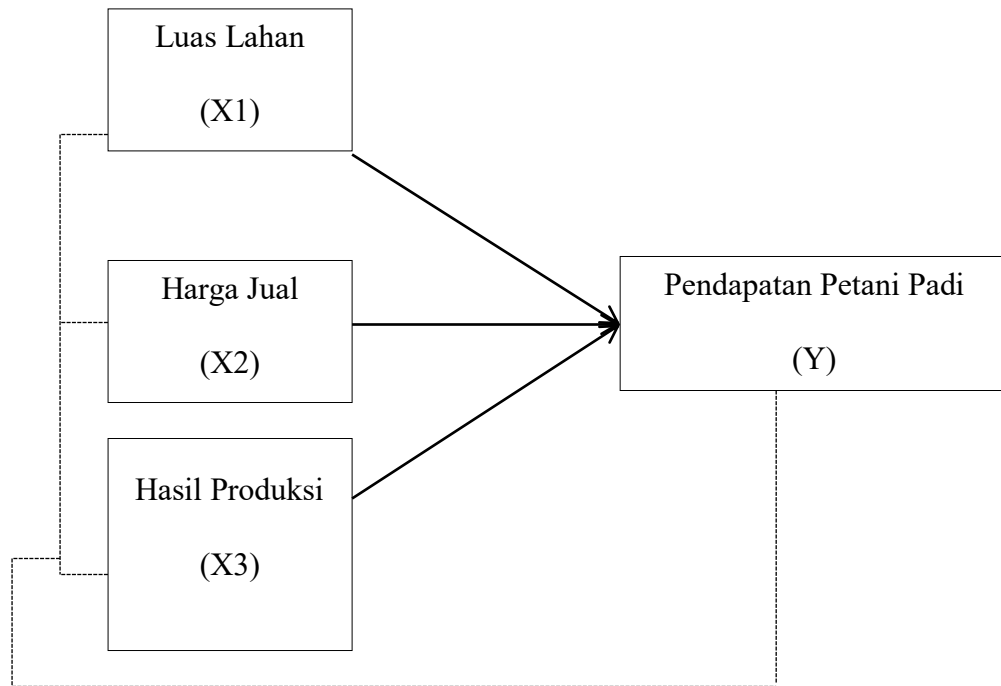 Luas Lahan
(X1)
Harga Jual
(X2)
Hasil Produksi
(X3)
Pendapatan Petani Padi
(Y)